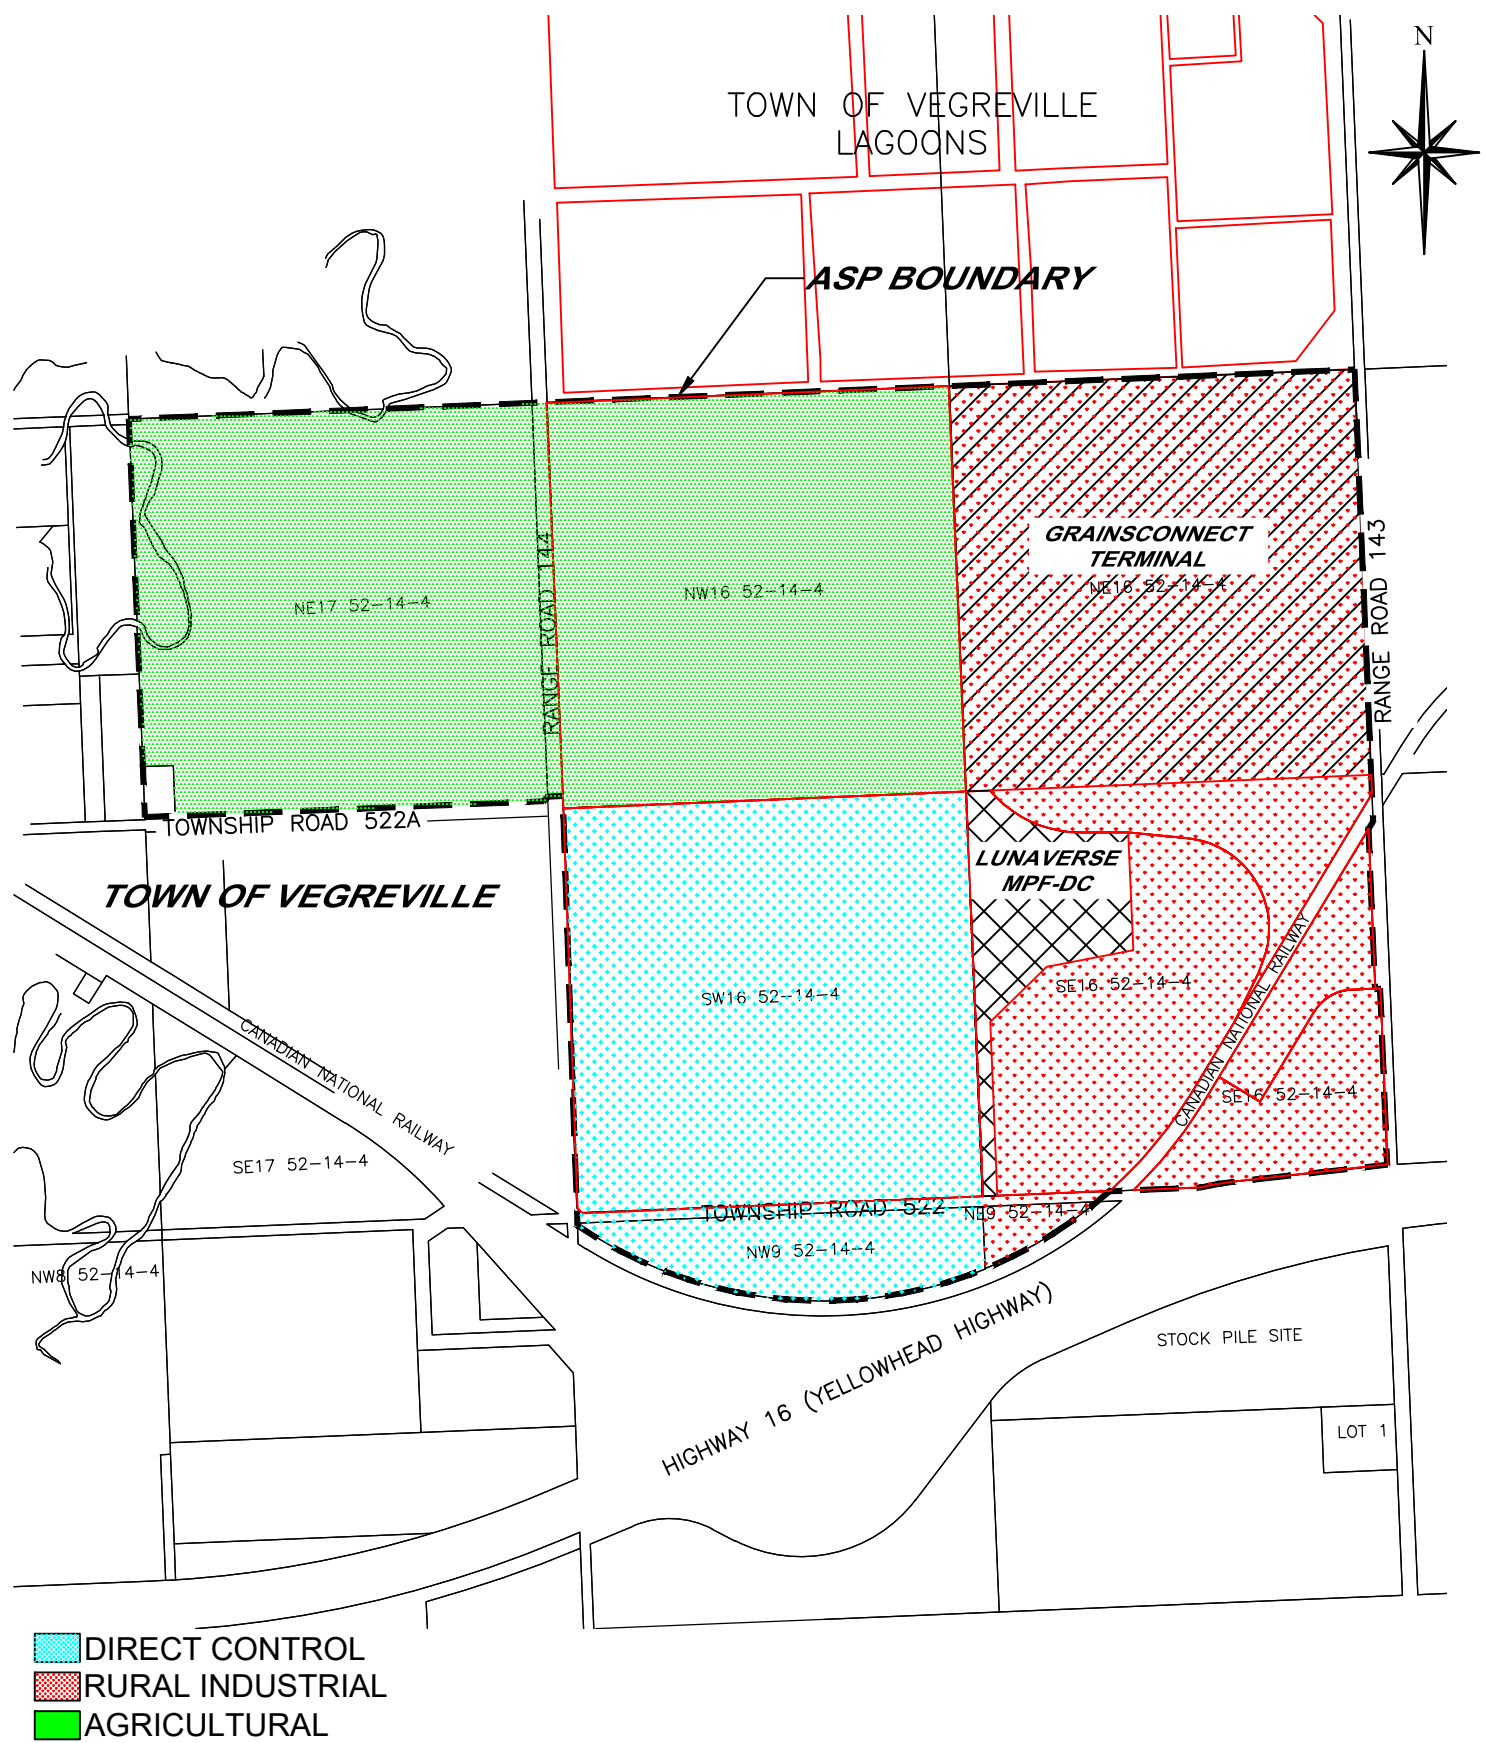 N
TOWN OF VEGREVILLE
LAGOONS
ASP BOUNDARY
GRAINSCONNECT
TERMINAL
NE16 52-14-4
NW16 52-14-4
NE17 52-14-4
RANGE ROAD 144
RANGE ROAD 143
TOWNSHIP ROAD 522A
LUNAVERSE
MPF-DC
TOWN OF VEGREVILLE
SW16 52-14-4
SE16 52-14-4
CANADIAN NATIONAL RAILWAY
CANADIAN NATIONAL RAILWAY
SE16 52-14-4
SE17 52-14-4
TOWNSHIP ROAD 522
NE9 52-14-4
NW9 52-14-4
NW8 52-14-4
HIGHWAY 16 (YELLOWHEAD HIGHWAY)
STOCK PILE SITE
LOT 1
DIRECT CONTROL
RURAL INDUSTRIAL
AGRICULTURAL